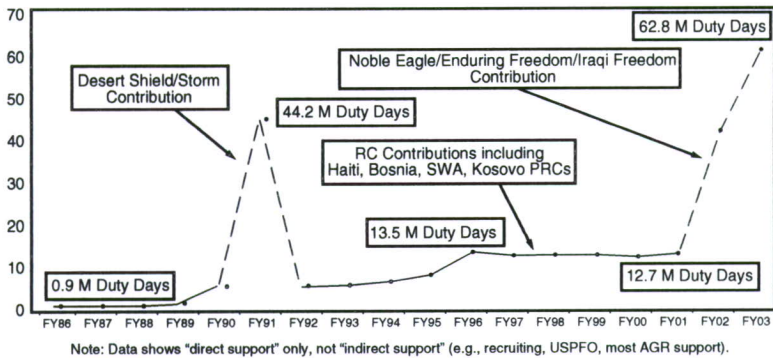 70
60
50
40
30
20
10
0
62.8 M Duty Days
Noble Eagle/Enduring Freedom/Iraqi Freedom
Contribution
Desert Shield/Storm
Contribution
44.2 M Duty Days
RC Contributions including
Haiti, Bosnia, SWA, Kosovo PRCs
13.5 M Duty Days
0.9 M Duty Days
12.7 M Duty Days
FY86 FY87 FY88 FY89 FY90 FY91 FY92 FY93 FY94 FY95 FY96 FY97 FY98 FY99 FY00 FY01 FY02 FY03
Note: Data shows “direct support” only, not “indirect support” (e.g., recruiting, USPFO, most AGR support).